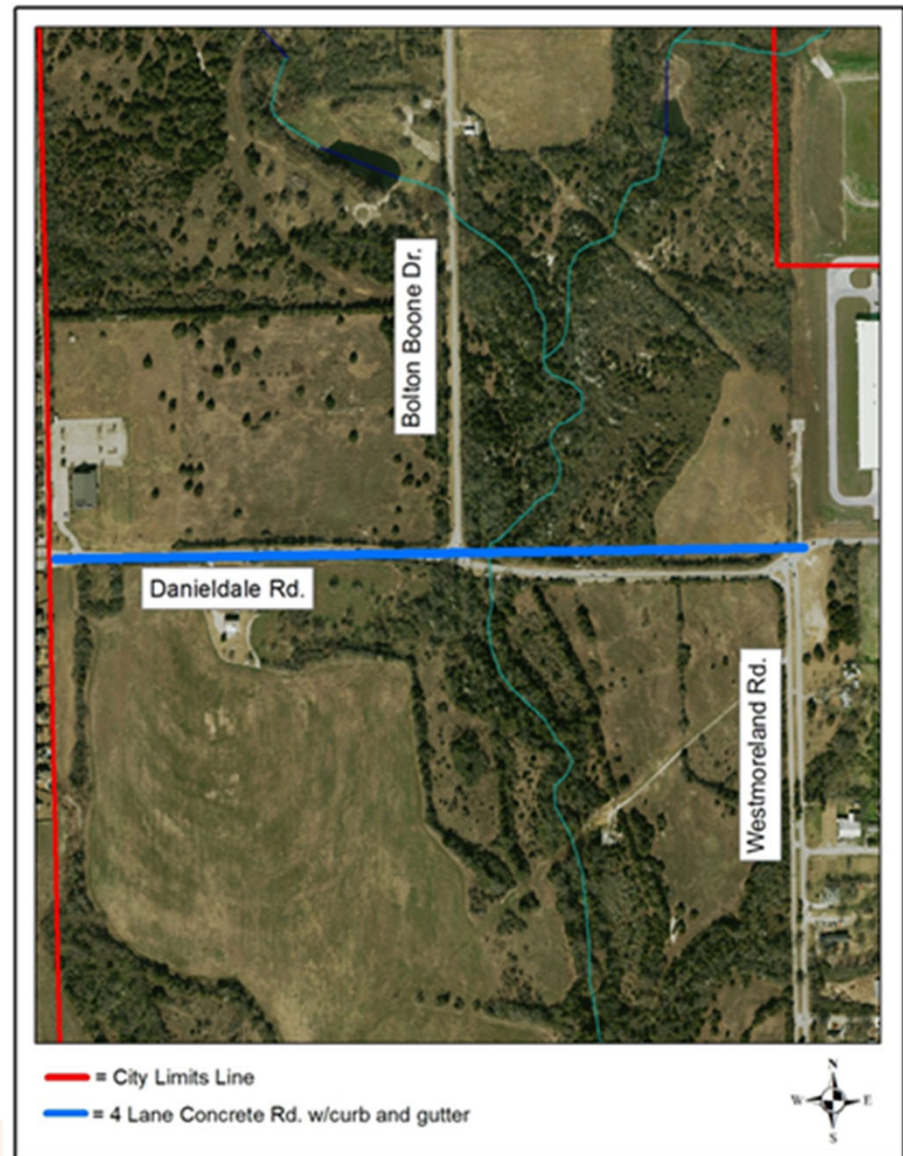 Bolton Boone Dr.
Danieldale Rd.
Westmoreland Rd.
= City Limits Line
= 4 Lane Concrete Rd. w/curb and gutter
N
W E
S